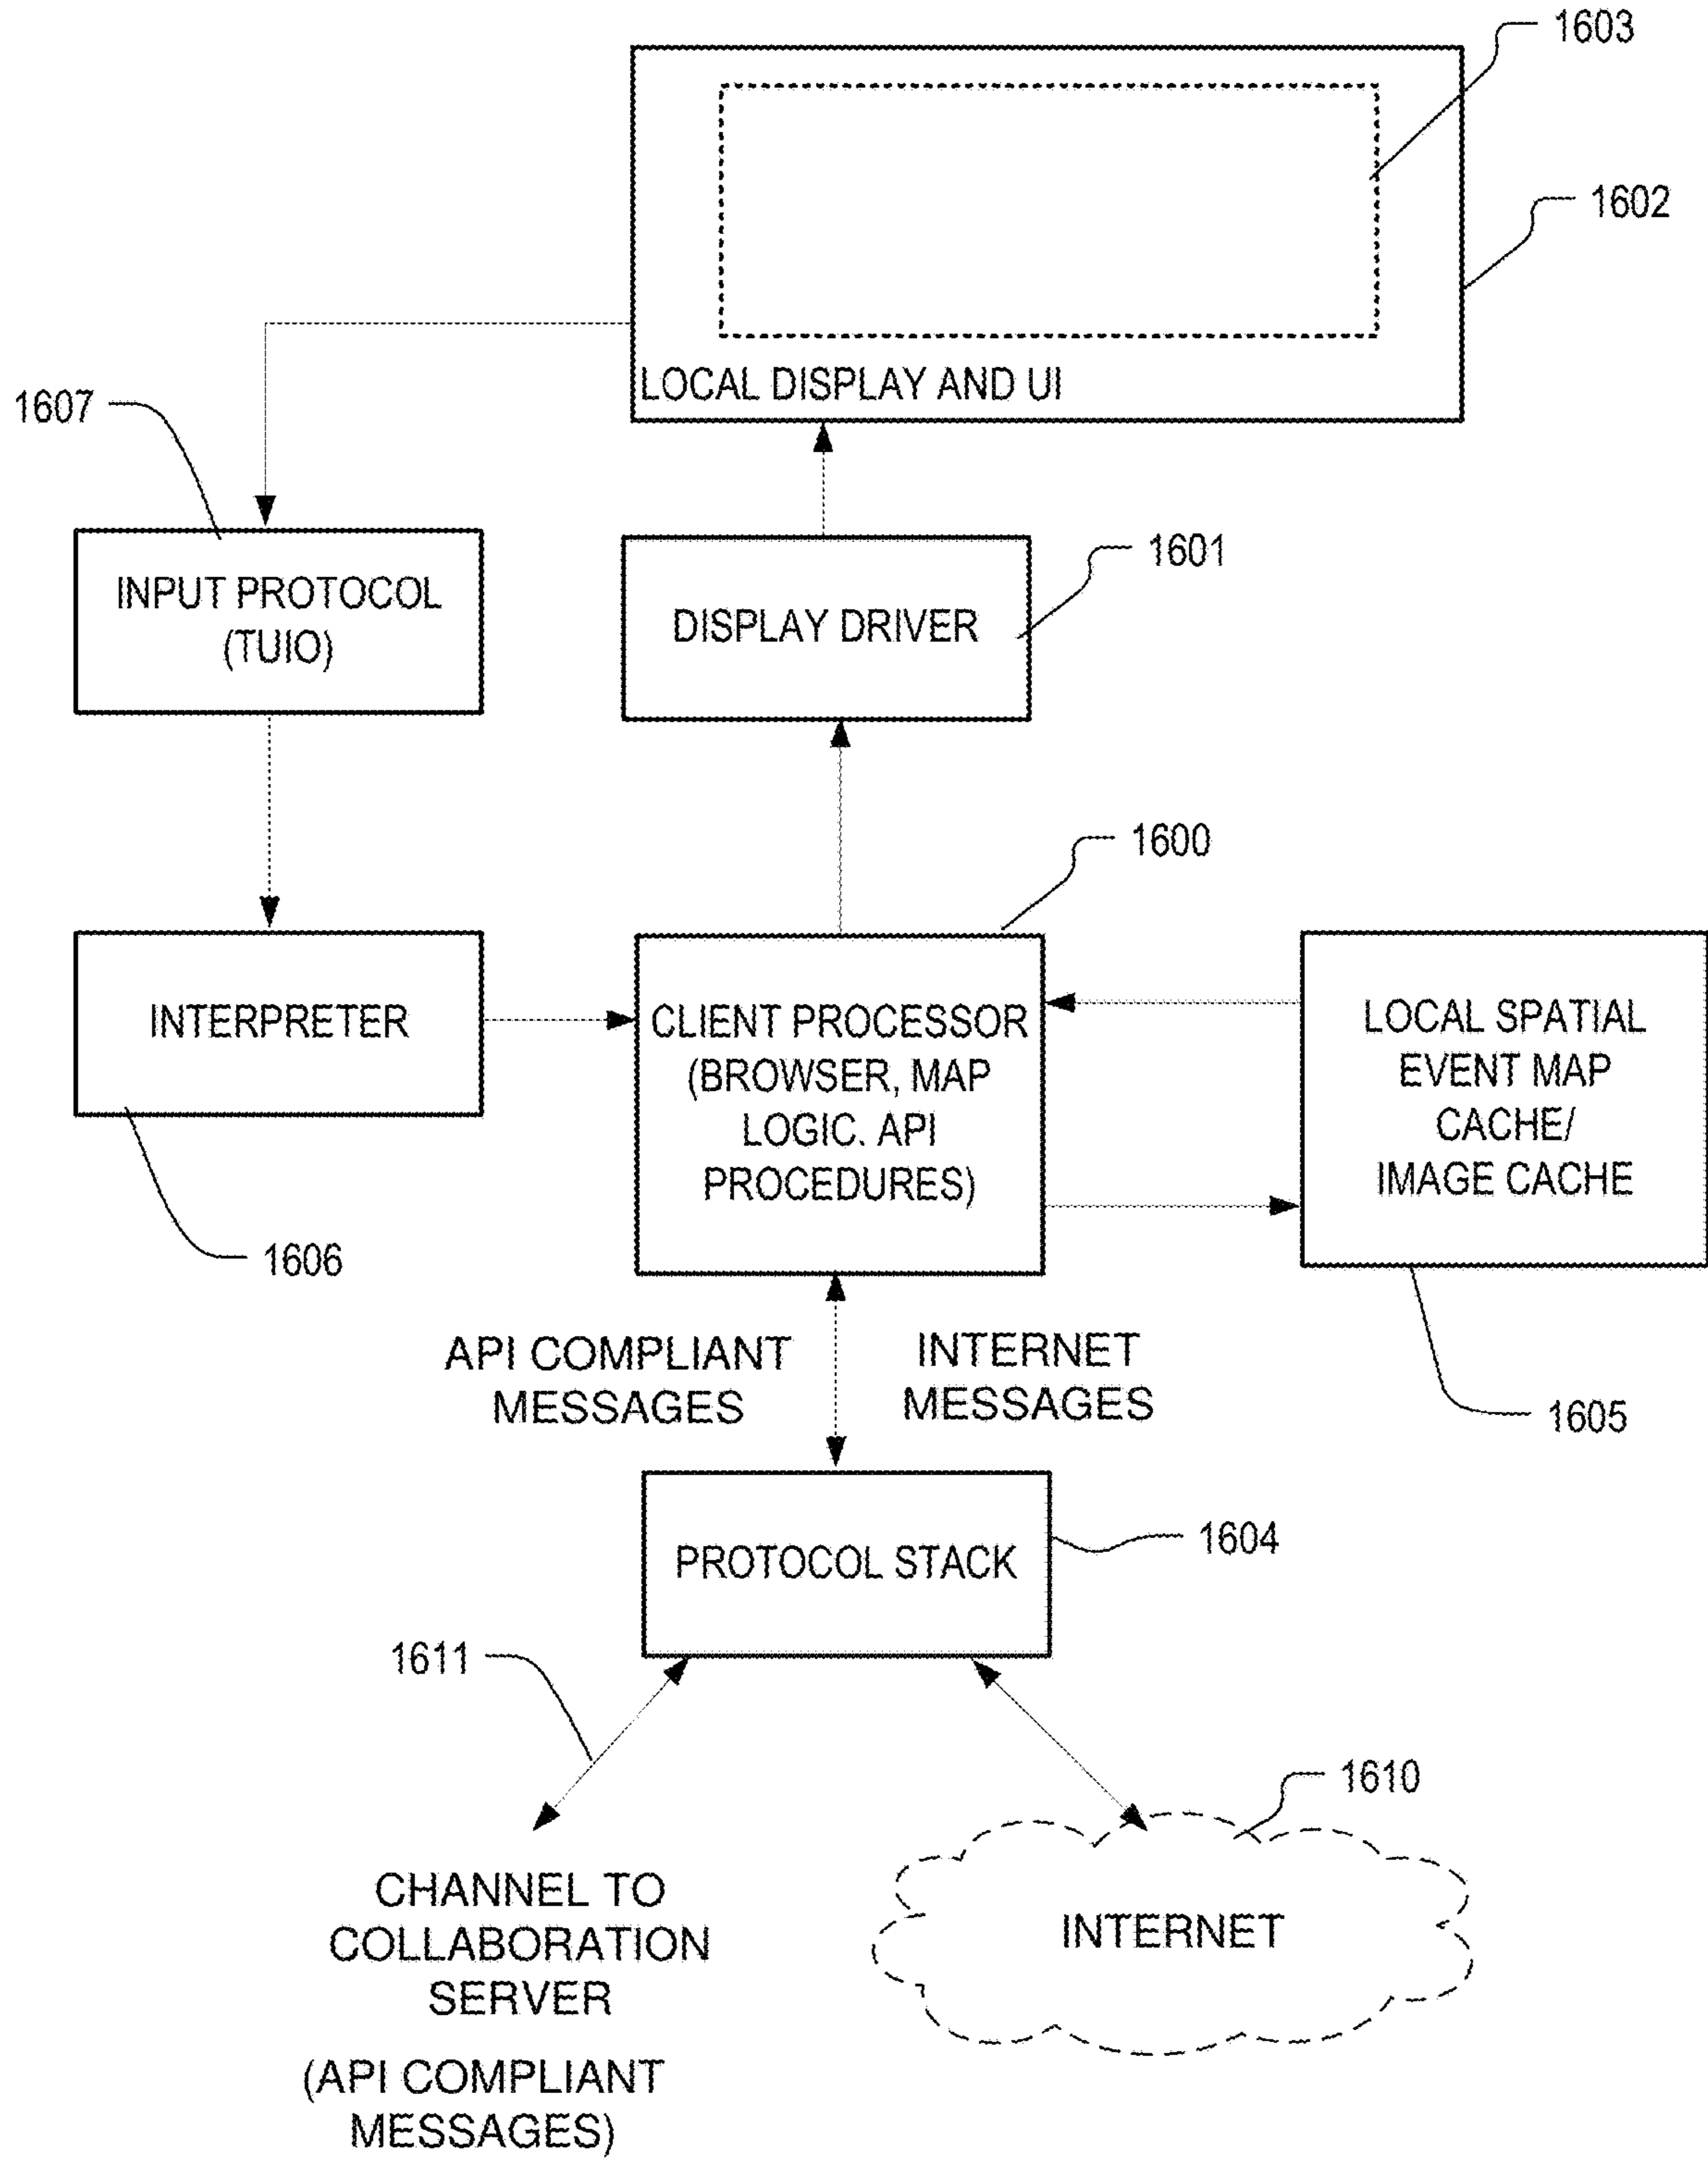 1603
1602
LOCAL DISPLAY AND UI
1607
INPUT PROTOCOL
(TUIO)
1601
DISPLAY DRIVER
1600
INTERPRETER
1606
CLIENT PROCESSOR
(BROWSER, MAP
LOGIC. API
PROCEDURES)
LOCAL SPATIAL
EVENT MAP
CACHE/
IMAGE CACHE
1605
API COMPLIANT
MESSAGES
INTERNET
MESSAGES
PROTOCOL STACK
1604
1611
1610
CHANNEL TO
COLLABORATION
SERVER
(API COMPLIANT
MESSAGES)
INTERNET